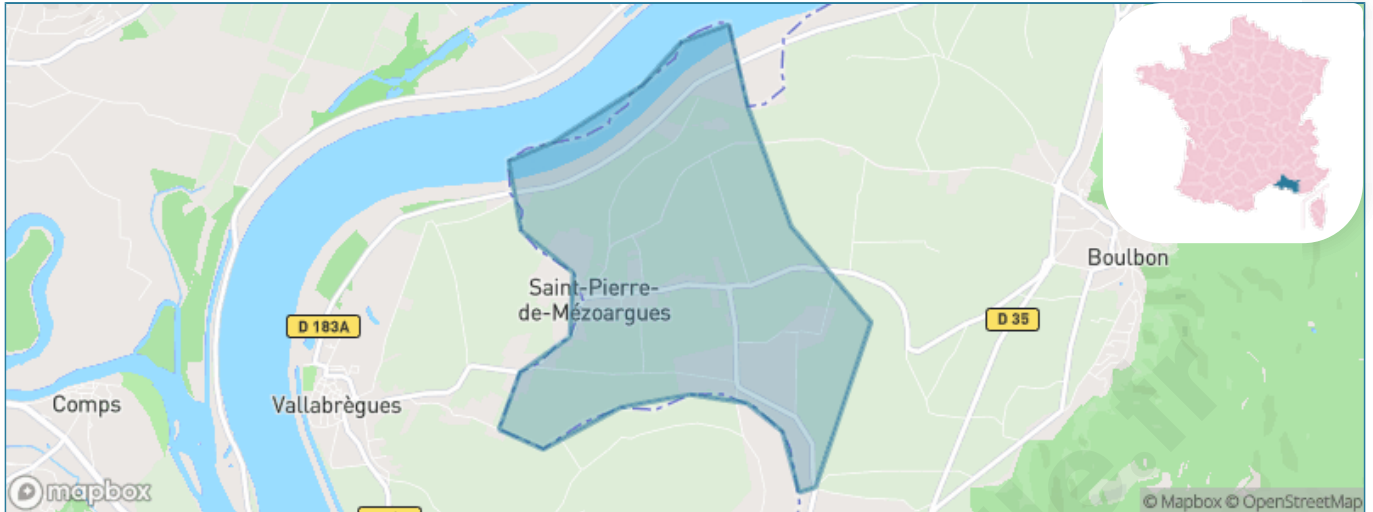 Boulbon
Saint-Pierre-
de-Mézoargues
D 183A
D 35
Comps
Vallabrègues
mapbox
© Mapbox © OpenStreetMap